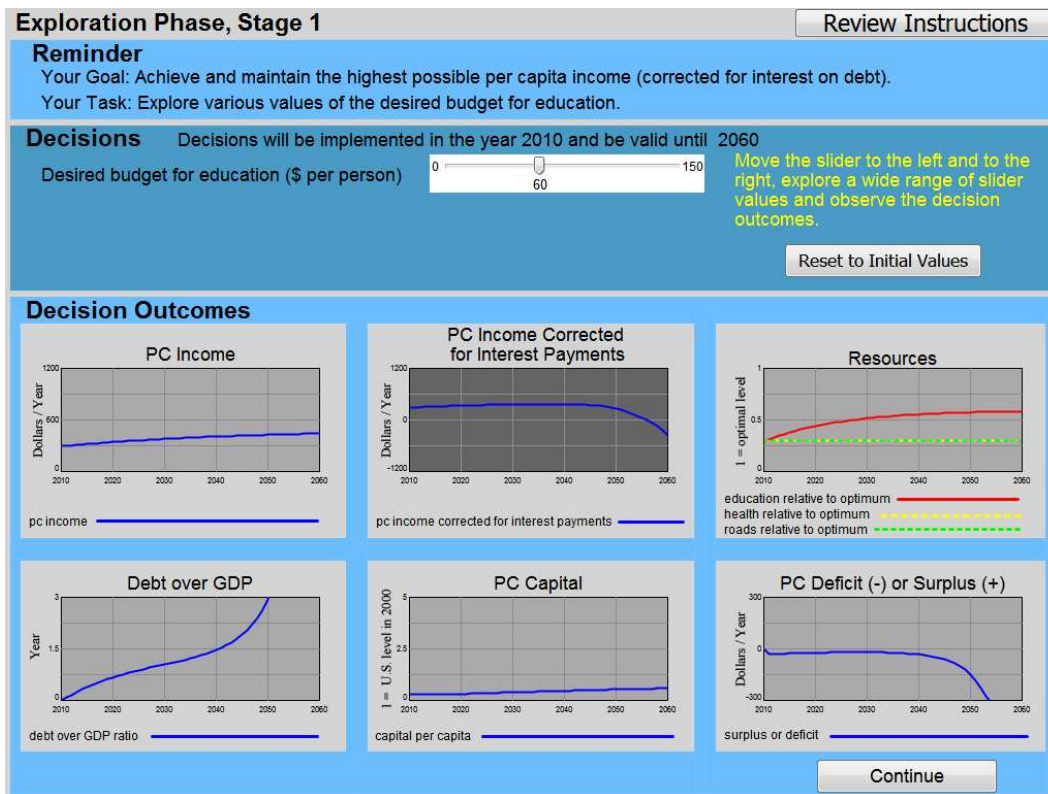 Exploration Phase, Stage 1
Review Instructions
Reminder
Your Goal: Achieve and maintain the highest possible per capita income (corrected for interest on debt).
Your Task: Explore various values of the desired budget for education.
Decisions
Decisions will be implemented in the year 2010 and be valid until 2060
Desired budget for education ($ per person)
0
150
60
Move the slider to the left and to the
right, explore a wide range of slider
values and observe the decision
outcomes.
Reset to Initial Values
Decision Outcomes
PC Income
Dollars / Year
1200
600
0
2010 2020 2030 2040 2050 2060
pc income
PC Income Corrected
for Interest Payments
Dollars / Year
1200
0
-1200
2010 2020 2030 2040 2050 2060
pc income corrected for interest payments
Resources
1 = optimal level
1
0.5
0
2010 2020 2030 2040 2050 2060
education relative to optimum
health relative to optimum
roads relative to optimum
Debt over GDP
Year
3
1.5
0
2010 2020 2030 2040 2050 2060
debt over GDP ratio
PC Capital
1 = U.S. level in 2000
5
2.5
0
2010 2020 2030 2040 2050 2060
capital per capita
PC Deficit (-) or Surplus (+)
Dollars / Year
300
0
-300
2010 2020 2030 2040 2050 2060
surplus or deficit
Continue